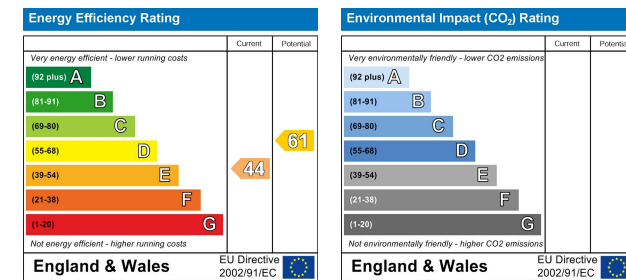 Energy Efficiency Rating
Current Potential
Very energy efficient - lower running costs
(92 plus) A
(81-91) B
(69-80) C
(55-68) D
(39-54) E
(21-38) F
(1-20) G
44
61
Not energy efficient - higher running costs
England & Wales
EU Directive
2002/91/EC
Environmental Impact (CO₂) Rating
Current Potential
Very environmentally friendly - lower CO2 emissions
(92 plus) A
(81-91) B
(69-80) C
(55-68) D
(39-54) E
(21-38) F
(1-20) G
Not environmentally friendly - higher CO2 emissions
England & Wales
EU Directive
2002/91/EC